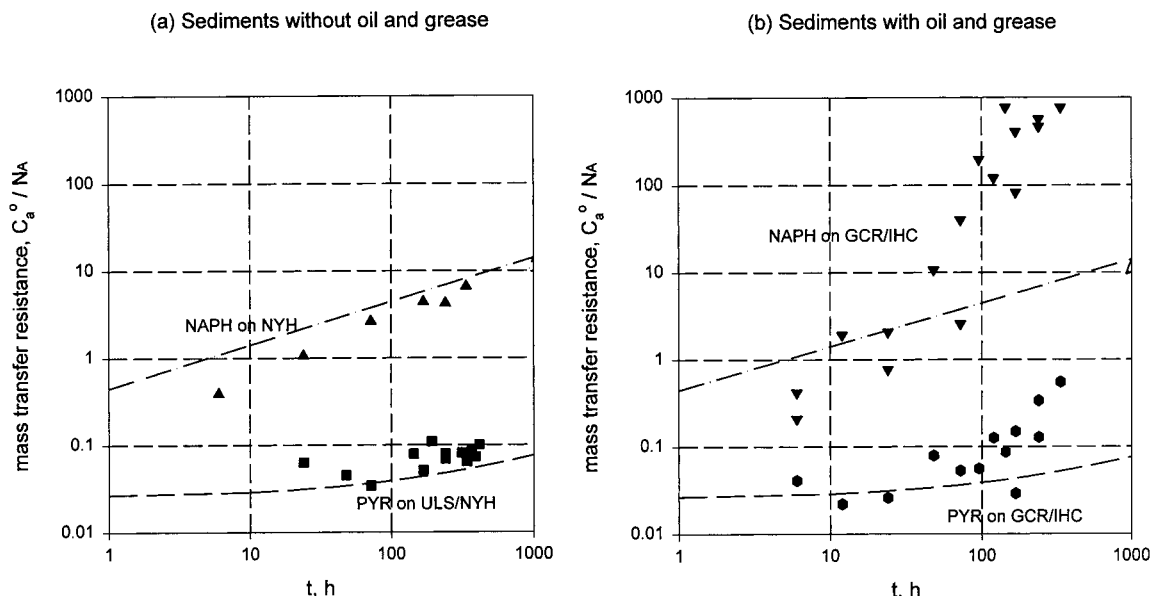 (a) Sediments without oil and grease
mass transfer resistance, Cₐ° / NA
1000
100
10
1
0.1
0.01
NAPH on NYH
PYR on ULS/NYH
1
10
100
1000
t, h
(b) Sediments with oil and grease
mass transfer resistance, Cₐ° / NA
1000
100
10
1
0.1
0.01
NAPH on GCR/IHC
PYR on GCR/IHC
1
10
100
1000
t, h